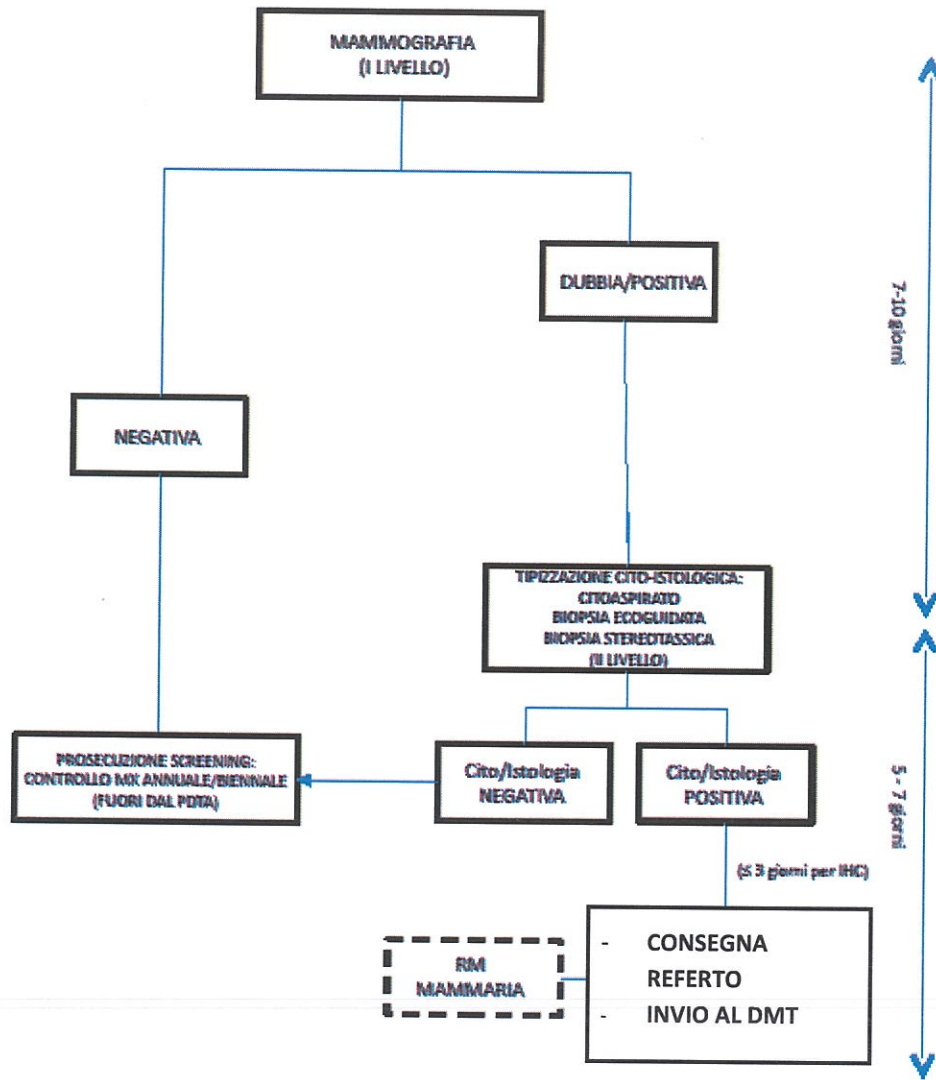 MAMMOGRAFIA
(I LIVELLO)
DUBBIA/POSITIVA
7-10 giorni
NEGATIVA
TIPIZZAZIONE CITO-ISTOLOGICA:
CITOASPIRATO
BIOPSIA ECOGUIDATA
BIOPSIA STEREOTASSICA
(II LIVELLO)
PROSECUZIONE SCREENING:
CONTROLLO MX ANNUALE/BIENNALE
(FUORI DAL PDTA)
Cito/Istologia
NEGATIVA
Cito/Istologia
POSITIVA
5 - 7 giorni
(≤ 3 giorni per IHC)
RM
MAMMARIA
- CONSEGNA
REFERTO
- INVIO AL DMT